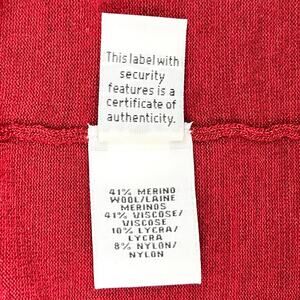 This label with
security
features is a
certificate of
authenticity.
41% MERINO
WOOL/LAINE
MERINOS
41% VISCOSE/
VISCOSE
10% LYCRA/
LYCRA
8% NYLON/
NYLON